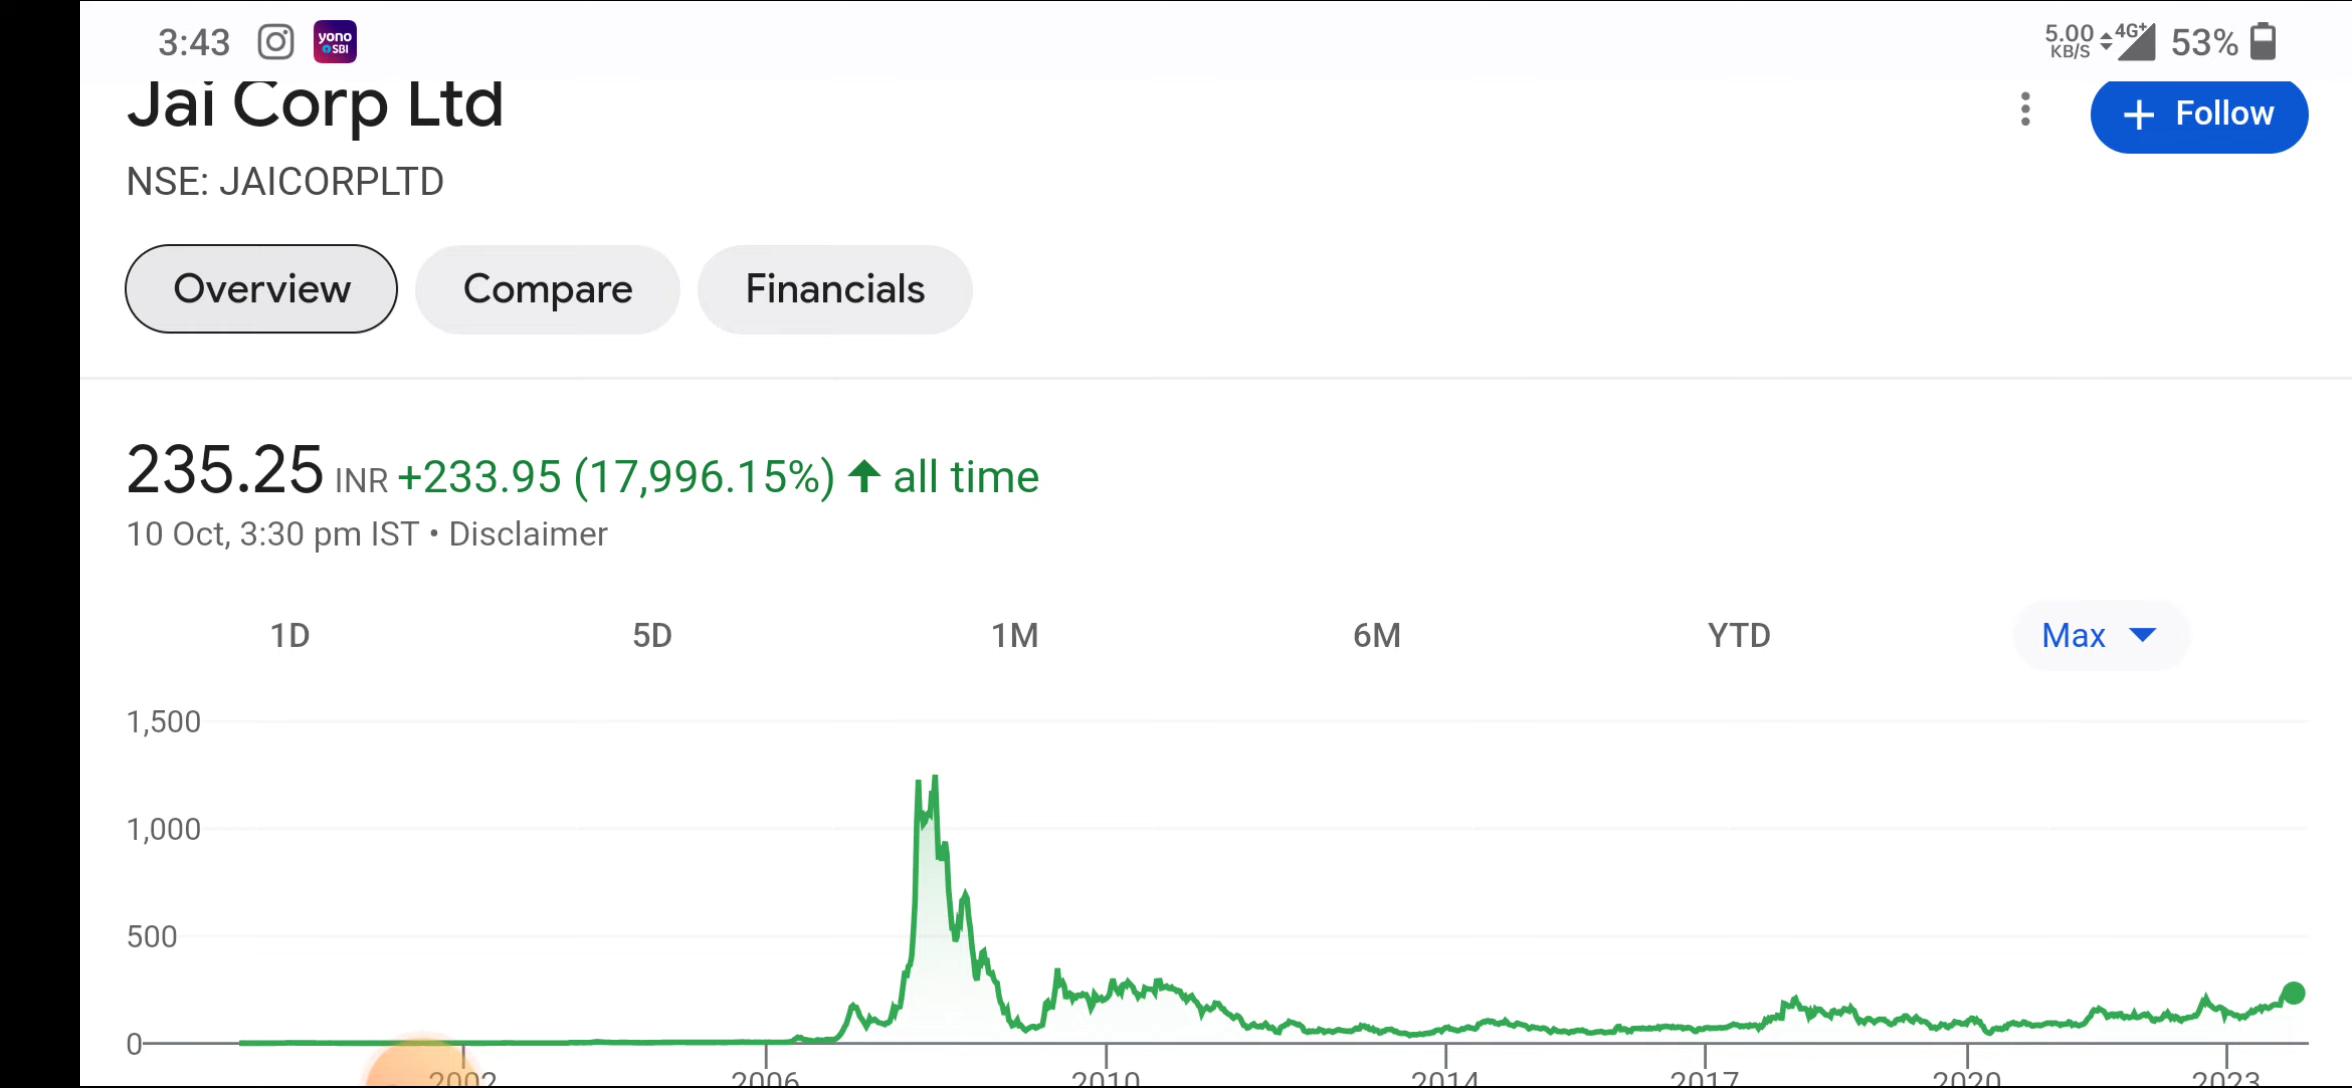 3:43
yono
SBI
5.00
KB/S
4G+
53%
Jai Corp Ltd
+ Follow
NSE: JAICORPLTD
Overview
Compare
Financials
235.25 INR +233.95 (17,996.15%) ↑ all time
10 Oct, 3:30 pm IST • Disclaimer
1D
5D
1M
6M
YTD
Max
1,500
1,000
500
0
2002
2006
2010
2014
2017
2020
2023